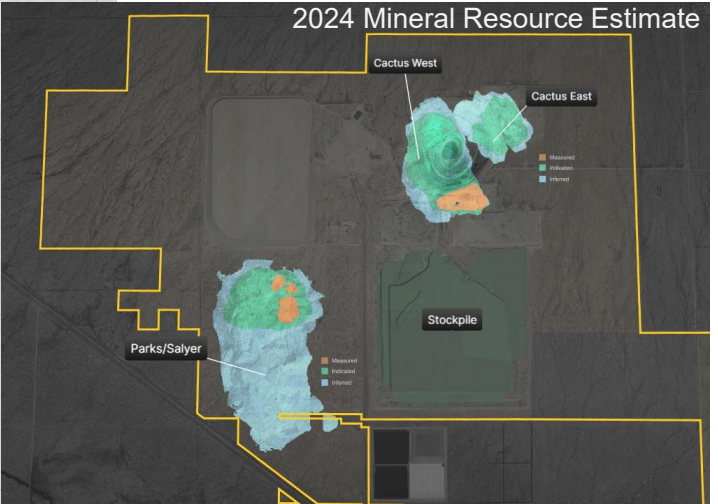 2024 Mineral Resource Estimate
Cactus West
Cactus East
Measured
Indicated
Inferred
Stockpile
Parks/Salyer
Measured
Indicated
Inferred